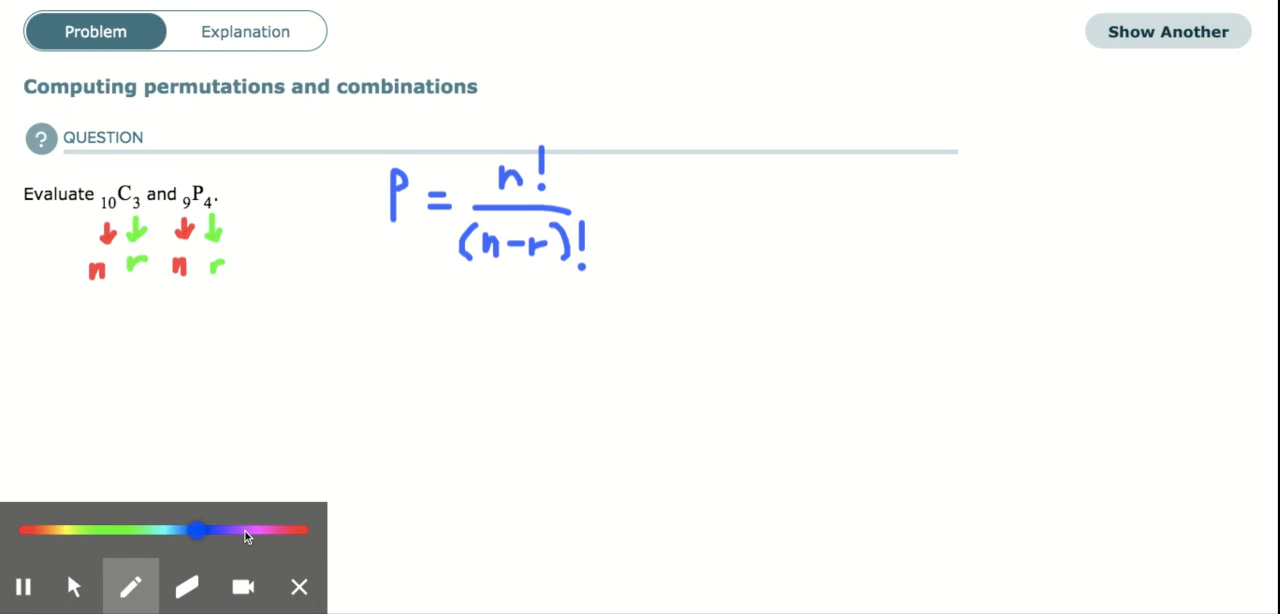 Problem Explanation Show Another
Computing permutations and combinations
? QUESTION
Evaluate ₁₀C₃ and ₉P₄.
n r n r
P = n! / (n-r)!